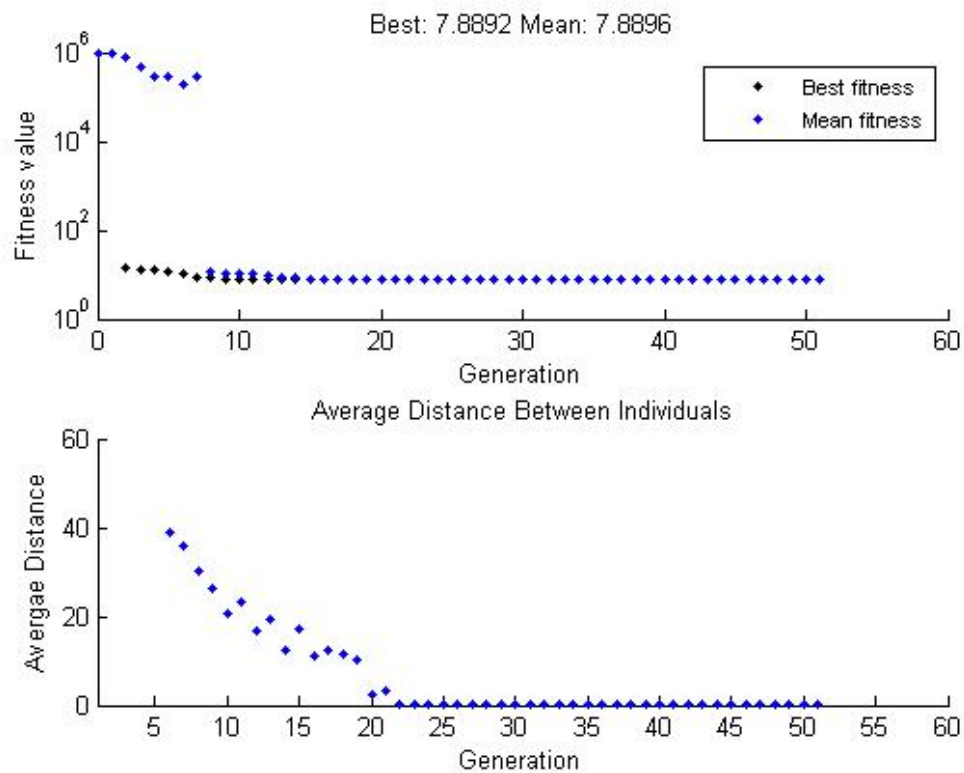 Best: 7.8892 Mean: 7.8896
10^6
10^4
10^2
10^0
Fitness value
Best fitness
Mean fitness
0 10 20 30 40 50 60
Generation
Average Distance Between Individuals
60
40
20
0
Avergae Distance
5 10 15 20 25 30 35 40 45 50 55 60
Generation